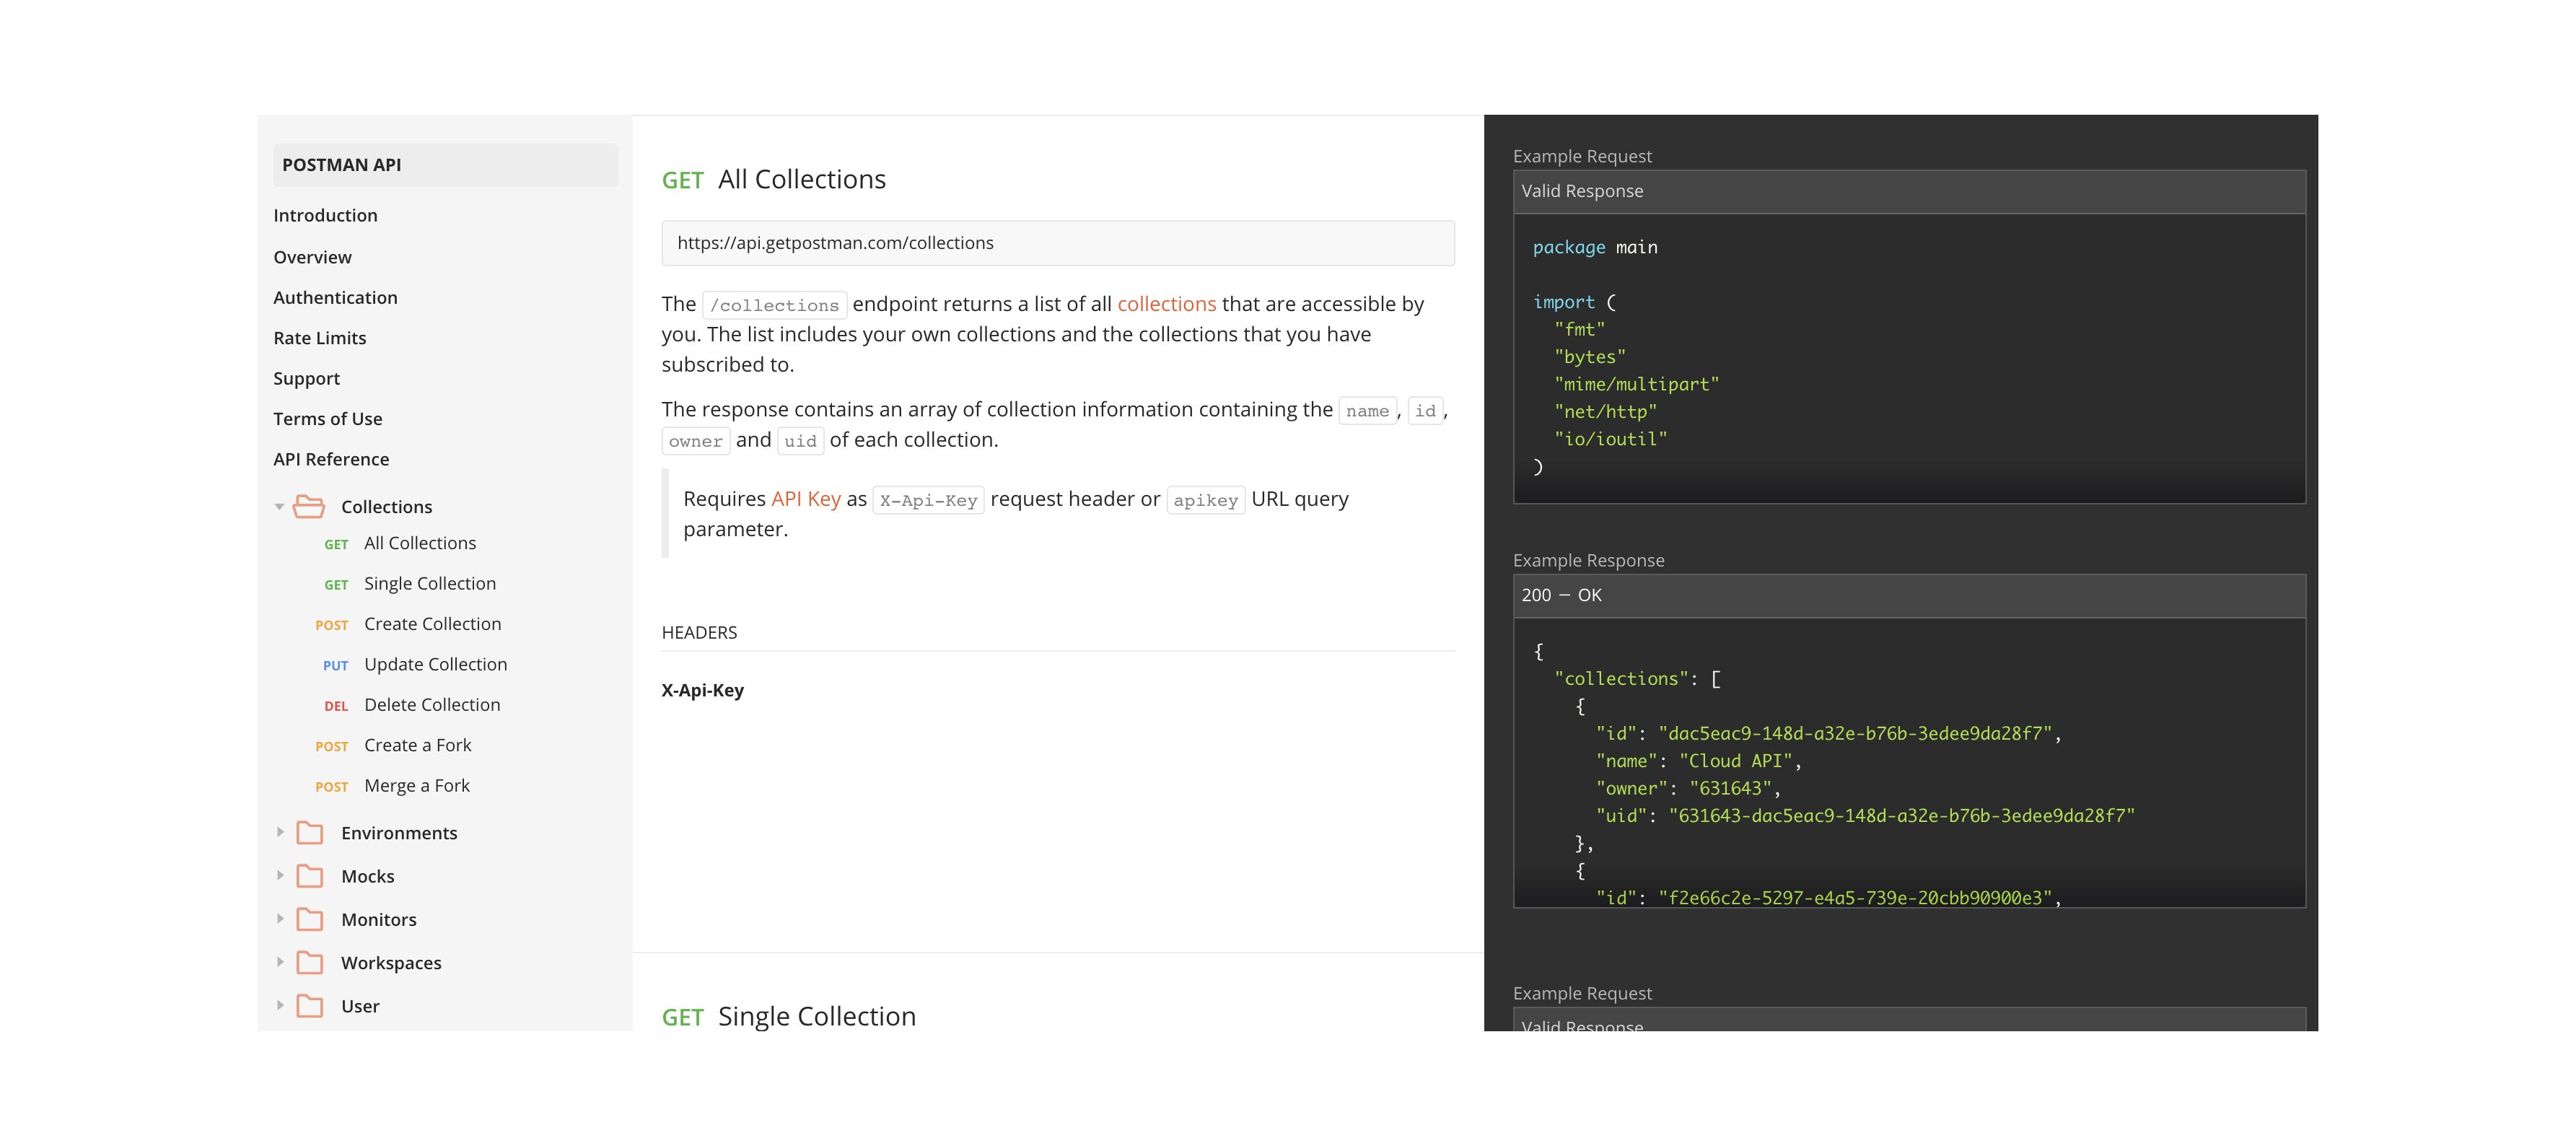 POSTMAN API
Introduction
Overview
Authentication
Rate Limits
Support
Terms of Use
API Reference
Collections
GET All Collections
GET Single Collection
POST Create Collection
PUT Update Collection
DEL Delete Collection
POST Create a Fork
POST Merge a Fork
Environments
Mocks
Monitors
Workspaces
User
GET All Collections
https://api.getpostman.com/collections
The /collections endpoint returns a list of all collections that are accessible by
you. The list includes your own collections and the collections that you have
subscribed to.
The response contains an array of collection information containing the name, id,
owner and uid of each collection.
Requires API Key as X-Api-Key request header or apikey URL query
parameter.
HEADERS
X-Api-Key
GET Single Collection
Example Request
Valid Response
package main
import (
"fmt"
"bytes"
"mime/multipart"
"net/http"
"io/ioutil"
)
Example Response
200 — OK
{
"collections": [
{
"id": "dac5eac9-148d-a32e-b76b-3edee9da28f7",
"name": "Cloud API",
"owner": "631643",
"uid": "631643-dac5eac9-148d-a32e-b76b-3edee9da28f7"
},
{
"id": "f2e66c2e-5297-e4a5-739e-20cbb90900e3",
Example Request
Valid Response